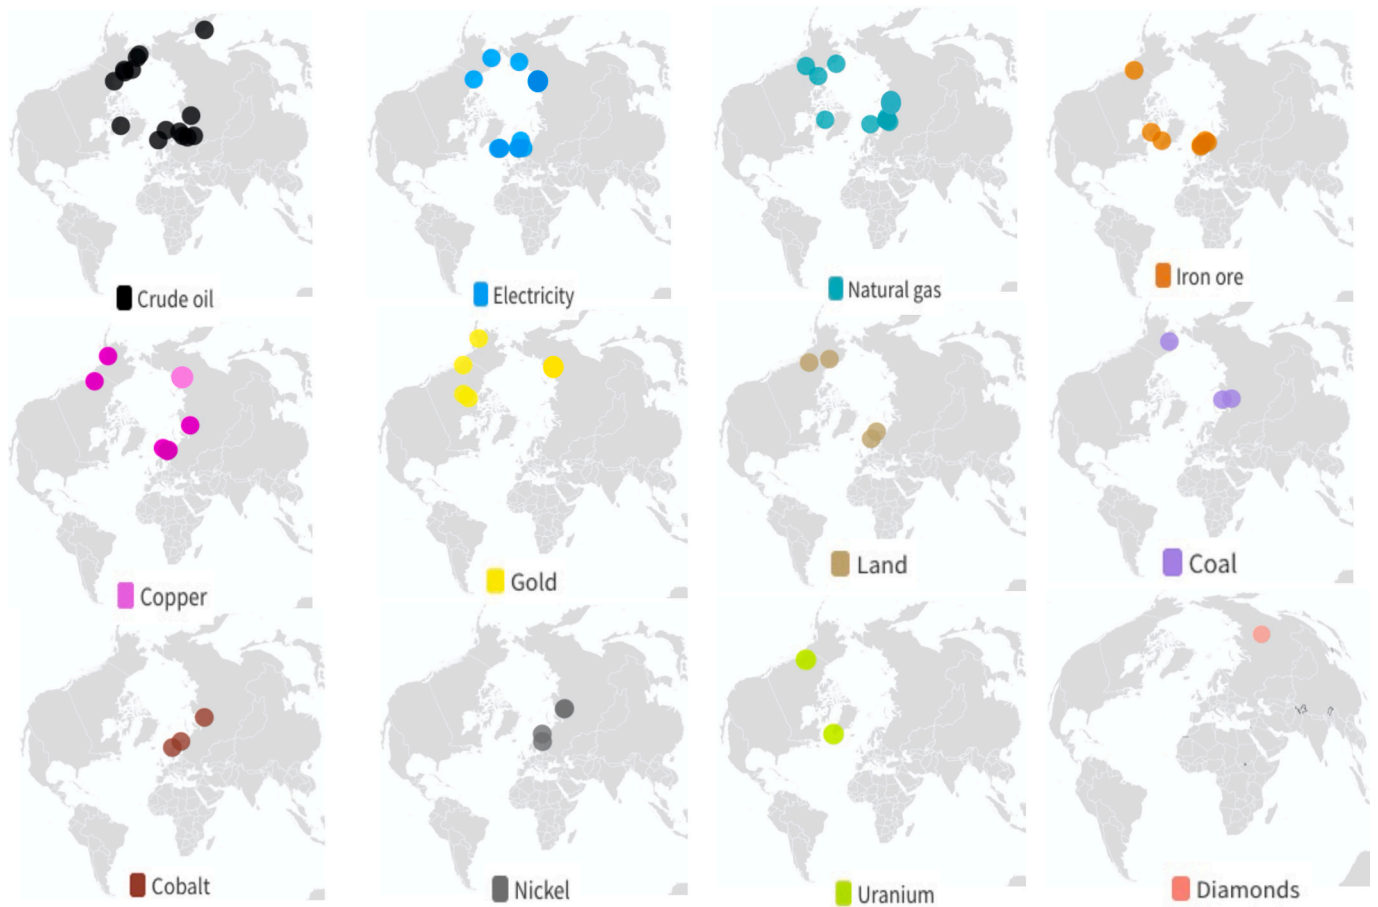 Crude oil
Electricity
Natural gas
Iron ore
Copper
Gold
Land
Coal
Cobalt
Nickel
Uranium
Diamonds